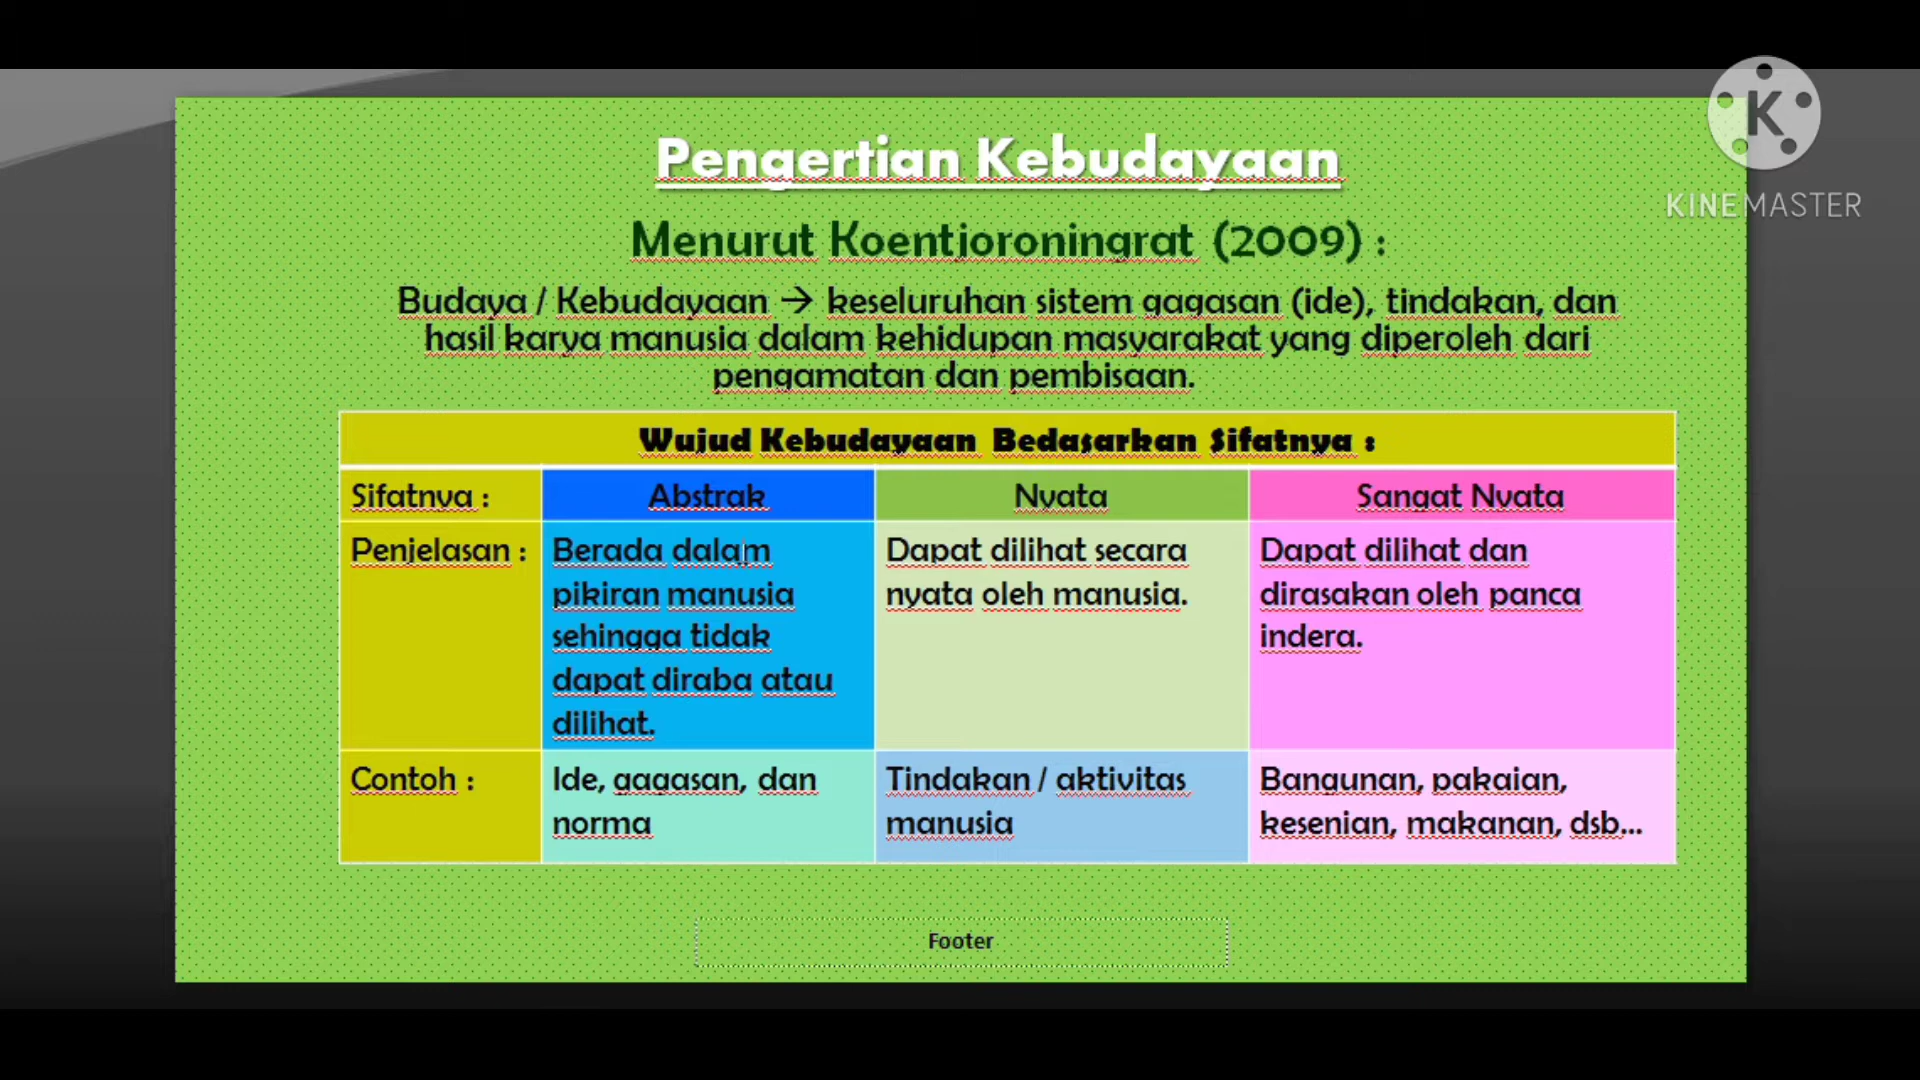 K
KINEMASTER
Pengertian Kebudayaan
Menurut Koentjoroningrat (2009) :
Budaya / Kebudayaan → keseluruhan sistem gagasan (ide), tindakan, dan
hasil karya manusia dalam kehidupan masyarakat yang diperoleh dari
pengamatan dan pembisaan.
Wujud Kebudayaan Bedasarkan Sifatnya :
Sifatnya :
Abstrak
Nyata
Sangat Nyata
Penjelasan :
Berada dalam
pikiran manusia
sehingga tidak
dapat diraba atau
dilihat.
Dapat dilihat secara
nyata oleh manusia.
Dapat dilihat dan
dirasakan oleh panca
indera.
Contoh :
Ide, gagasan, dan
norma
Tindakan / aktivitas
manusia
Bangunan, pakaian,
kesenian, makanan, dsb...
Footer